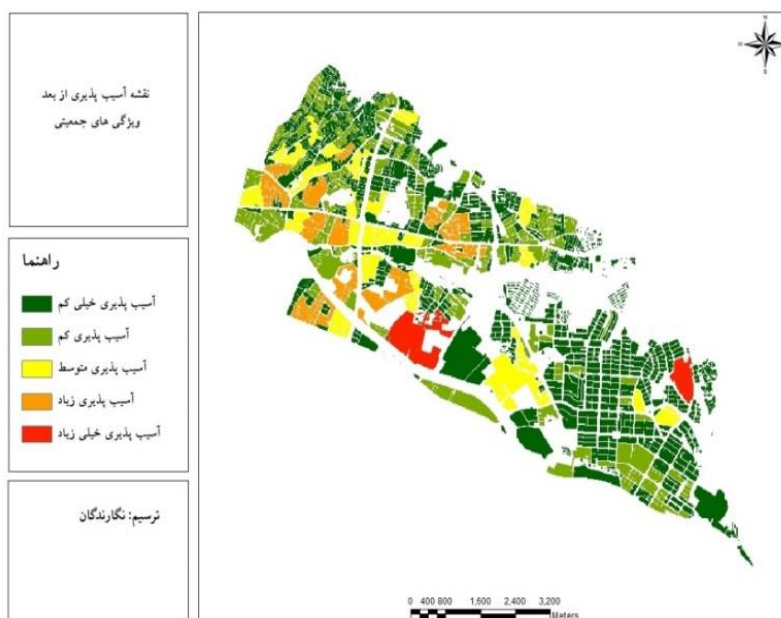 نقشه آسیب پذیری از بعد
ویژگی های جمعیتی
راهنما
آسیب پذیری خیلی کم
آسیب پذیری کم
آسیب پذیری متوسط
آسیب پذیری زیاد
آسیب پذیری خیلی زیاد
ترسیم: نگارندگان
N
W
E
S
0 400 800 1,600 2,400 3,200
Meters